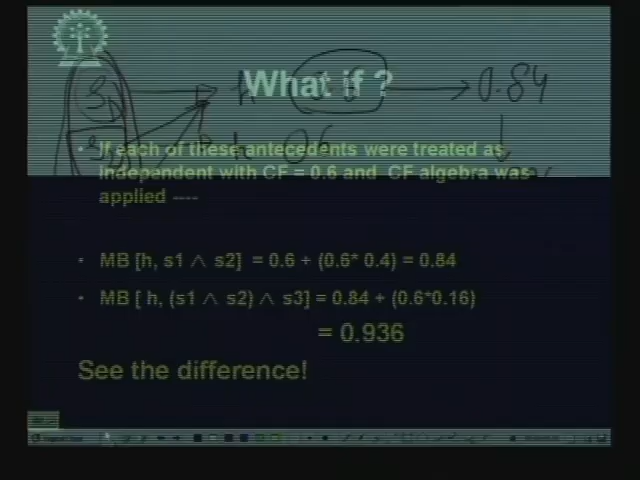 What if ?
0.84
If each of these antecedents were treated as
independent with CF = 0.6 and CF algebra was
applied ----
MB [h, s1 ∧ s2] = 0.6 + (0.6* 0.4) = 0.84
MB [ h, (s1 ∧ s2) ∧ s3] = 0.84 + (0.6*0.16)
= 0.936
See the difference!